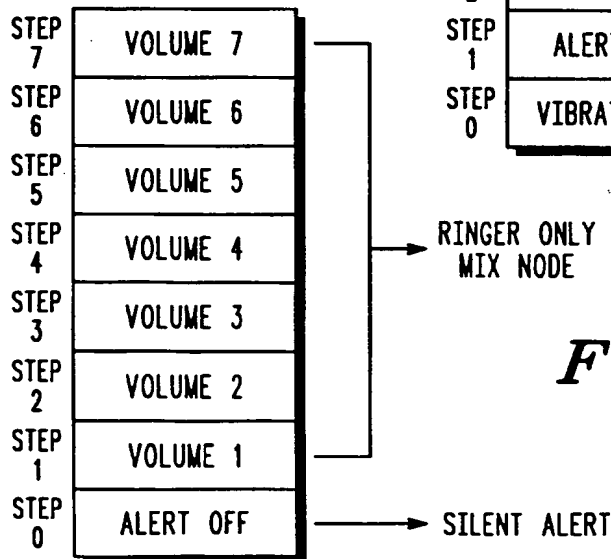 STEP 7 VOLUME 7
STEP 6 VOLUME 6
STEP 5 VOLUME 5
STEP 4 VOLUME 4
STEP 3 VOLUME 3
STEP 2 VOLUME 2
STEP 1 VOLUME 1
STEP 0 ALERT OFF
RINGER ONLY
MIX NODE
SILENT ALERT
STEP 1 ALERT
STEP 0
F